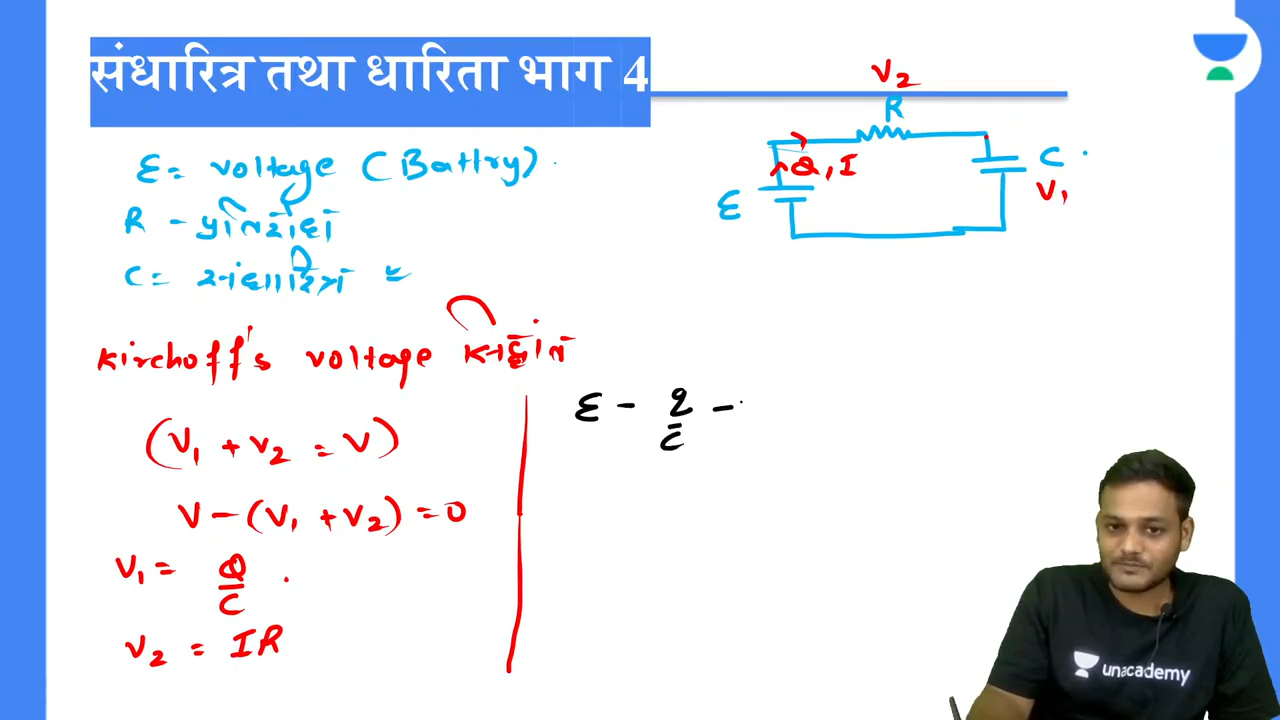 संधारित्र तथा धारिता भाग 4
V2
R
Q, I
C
V1
ε
ε = voltage (Battry)
R - प्रतिरोध
C = संधारित्र
Kirchoff's voltage
(V1 + V2 = V)
V - (V1 + V2) = 0
V1 = Q/C
V2 = IR
ε - q/C -
unacademy